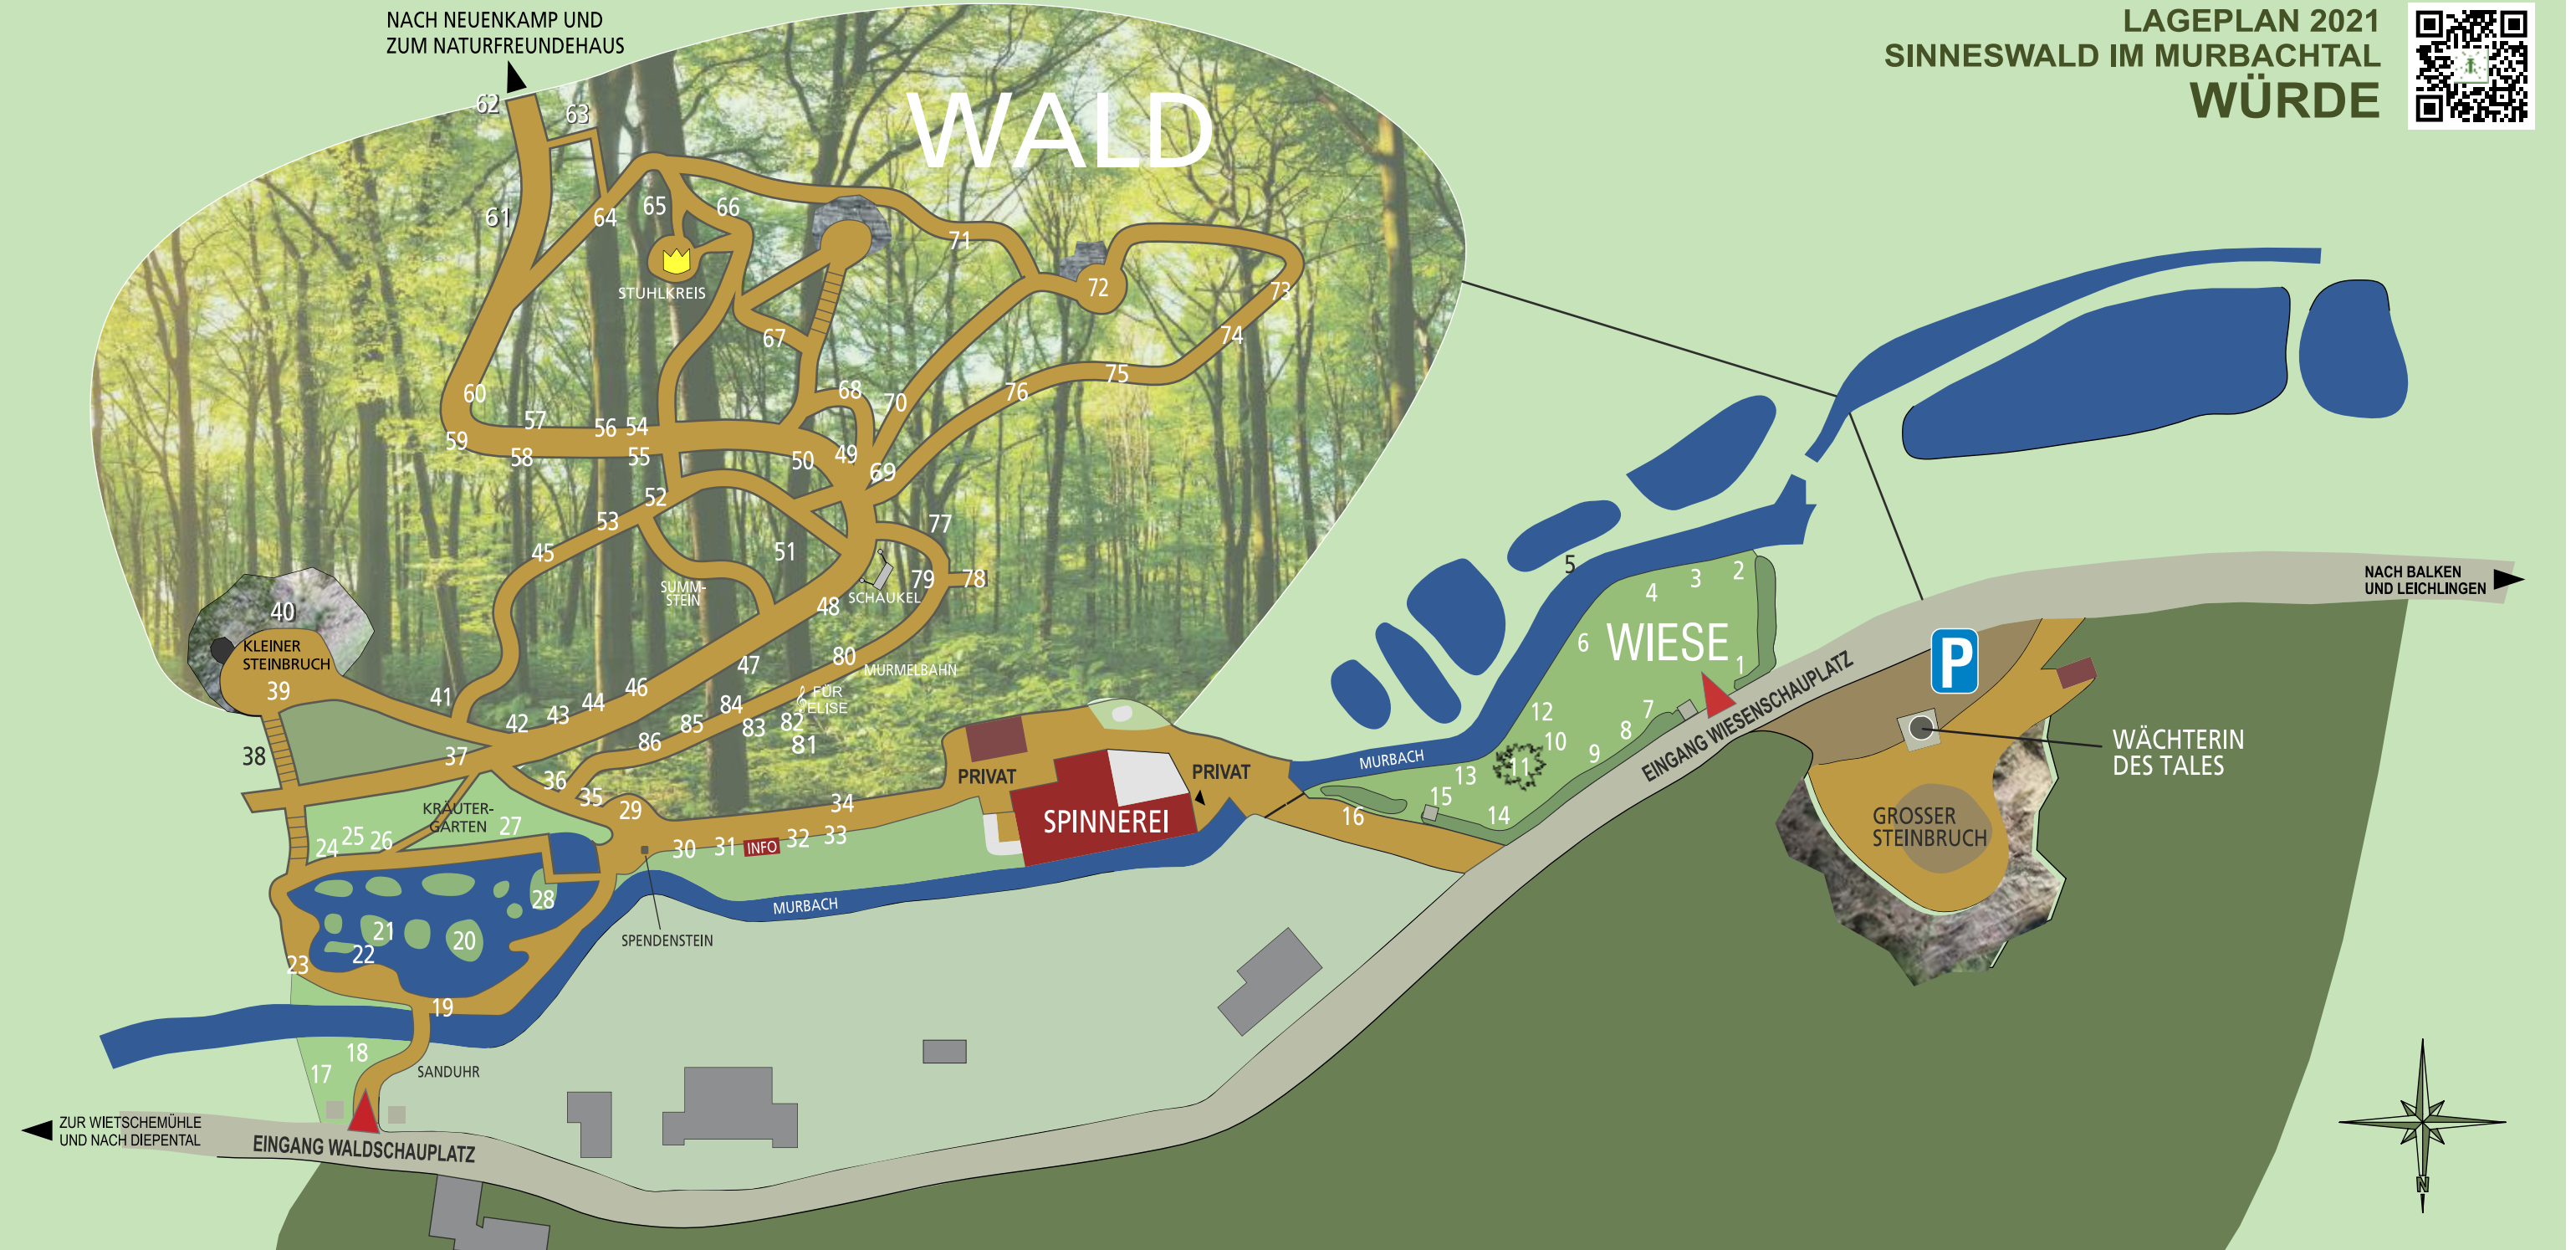 NACH NEUENKAMP UND
ZUM NATURFREUNDEHAUS
LAGEPLAN 2021
SINNESWALD IM MURBACHTAL
WÜRDE
WALD
62
63
61
64
65
66
71
STUHLKREIS
72
73
67
74
75
60
76
68
70
57
56
54
59
58
55
50
49
69
52
53
77
45
51
5
4
3
2
SUMM-
STEIN
79
78
SCHAUKEL
48
NACH BALKEN
UND LEICHLINGEN
40
KLEINER
STEINBRUCH
39
6
WIESE
1
P
47
80
MURMELBAHN
41
46
44
43
42
84
85
83
82
81
FÜR
ELISE
86
12
7
8
10
9
11
13
EINGANG WIESENSCHAUPLATZ
WÄCHTERIN
DES TALES
38
37
36
35
29
34
PRIVAT
PRIVAT
MURBACH
15
14
16
SPINNEREI
GROSSER
STEINBRUCH
KRÄUTER-
GARTEN
27
24
25
26
30
31
INFO
32
33
28
MURBACH
21
20
22
23
SPENDENSTEIN
19
18
17
SANDUHR
ZUR WIETSCHEMÜHLE
UND NACH DIEPENTAL
EINGANG WALDSCHAUPLATZ
N